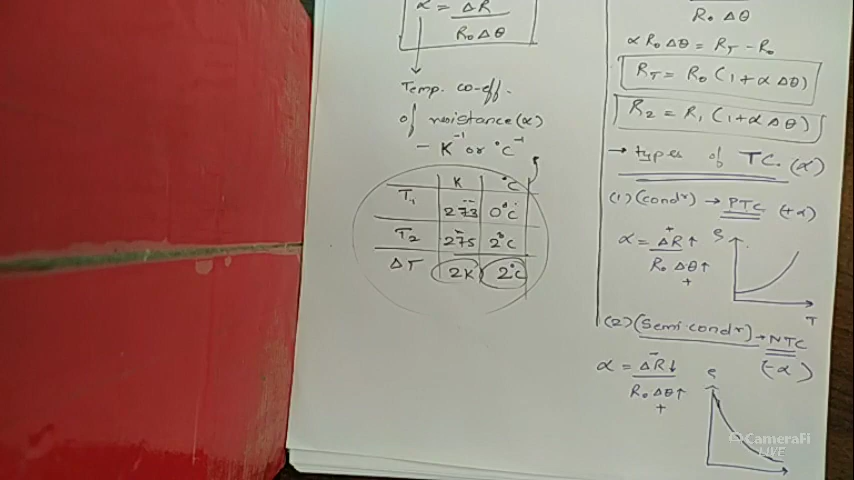 α = ΔR
R₀ Δθ
Temp. co-eff.
of resistance (α)
- K⁻¹ or °C⁻¹
K °C
T₁ 273 0°C
T₂ 275 2°C
ΔT 2K 2°C
R₀ Δθ
α R₀ Δθ = R_T - R₀
R_T = R₀ (1+α Δθ)
R₂ = R₁ (1+α Δθ)
→ types of TC. (α)
(1) (condr) → PTC (+α)
α = ΔR↑
+
R₀ Δθ↑
+
ρ
T
(2) (Semi condr) → NTC
(-α)
α = ΔR↓
-
R₀ Δθ↑
+
ρ
CameraFi
LIVE